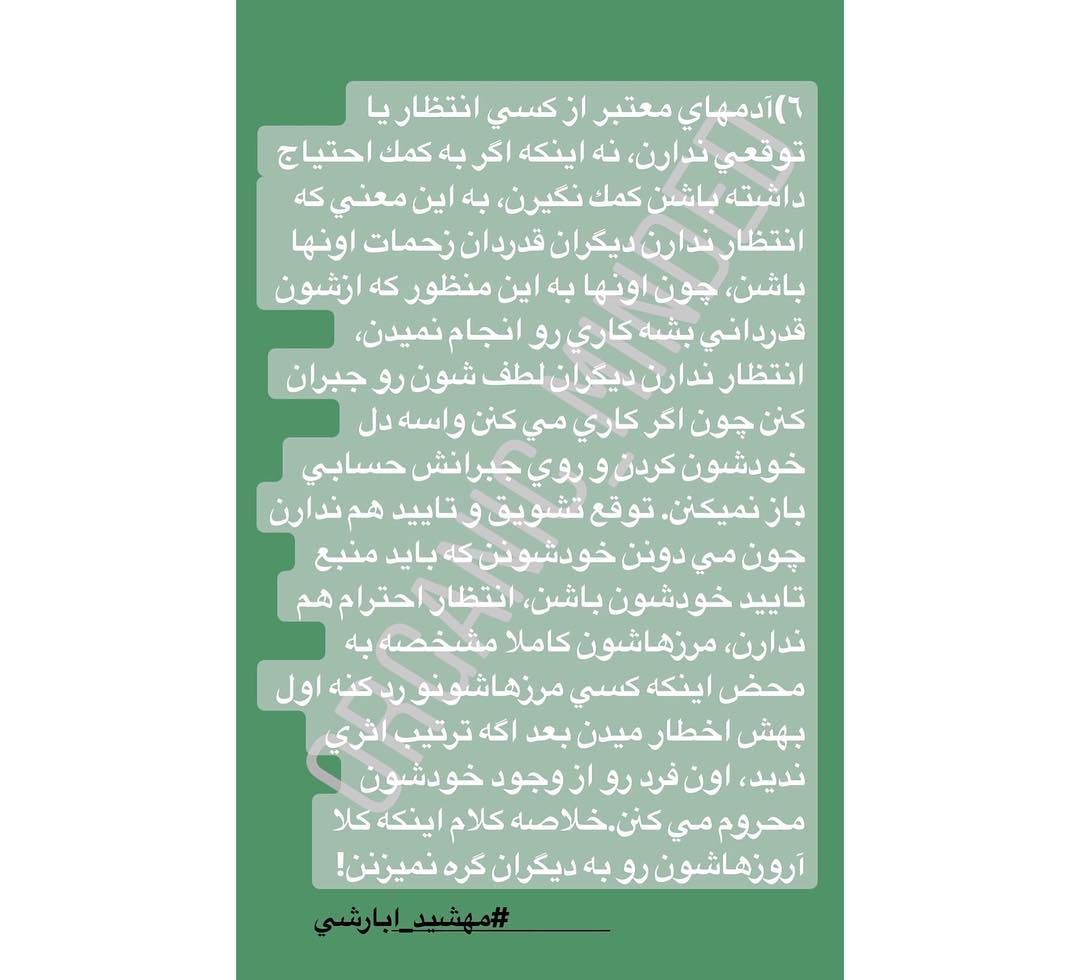 ٦)آدمهاي معتبر از كسي انتظار يا
توقعي ندارن، نه اينكه اگر به كمك احتياج
داشته باشن كمك نگيرن، به اين معني كه
انتظار ندارن ديگران قدردان زحمات اونها
باشن، چون اونها به اين منظور كه ازشون
قدرداني بشه كاري رو انجام نميدن،
انتظار ندارن ديگران لطف شون رو جبران
كنن چون اگر كاري مي كنن واسه دل
خودشون كردن و روي جبرانش حسابي
باز نميكنن. توقع تشويق و تاييد هم ندارن
چون مي دونن خودشونن كه بايد منبع
تاييد خودشون باشن، انتظار احترام هم
ندارن، مرزهاشون كاملا مشخصه به
محض اينكه كسي مرزهاشونو رد كنه اول
بهش اخطار ميدن بعد اگه ترتيب اثري
نديد، اون فرد رو از وجود خودشون
محروم مي كنن.خلاصه كلام اينكه كلا
آروزهاشون رو به ديگران گره نميزنن!
#مهشيد_ابارشي
ORGANIC_MINDED